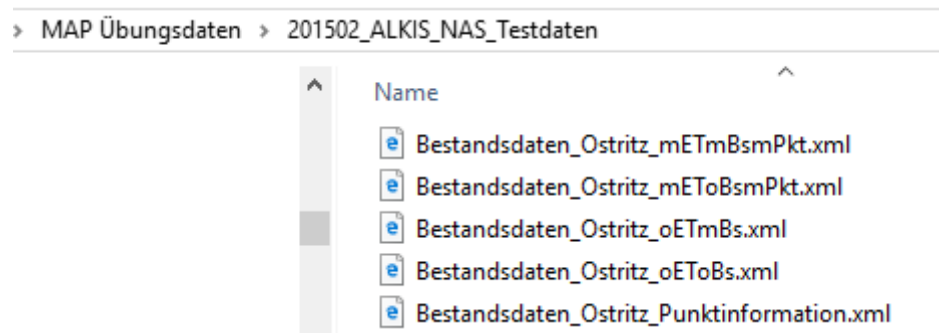 > MAP Übungsdaten > 201502_ALKIS_NAS_Testdaten
Name
Bestandsdaten_Ostritz_mETmBsmPkt.xml
Bestandsdaten_Ostritz_mEToBsmPkt.xml
Bestandsdaten_Ostritz_oETmBs.xml
Bestandsdaten_Ostritz_oEToBs.xml
Bestandsdaten_Ostritz_Punktinformation.xml